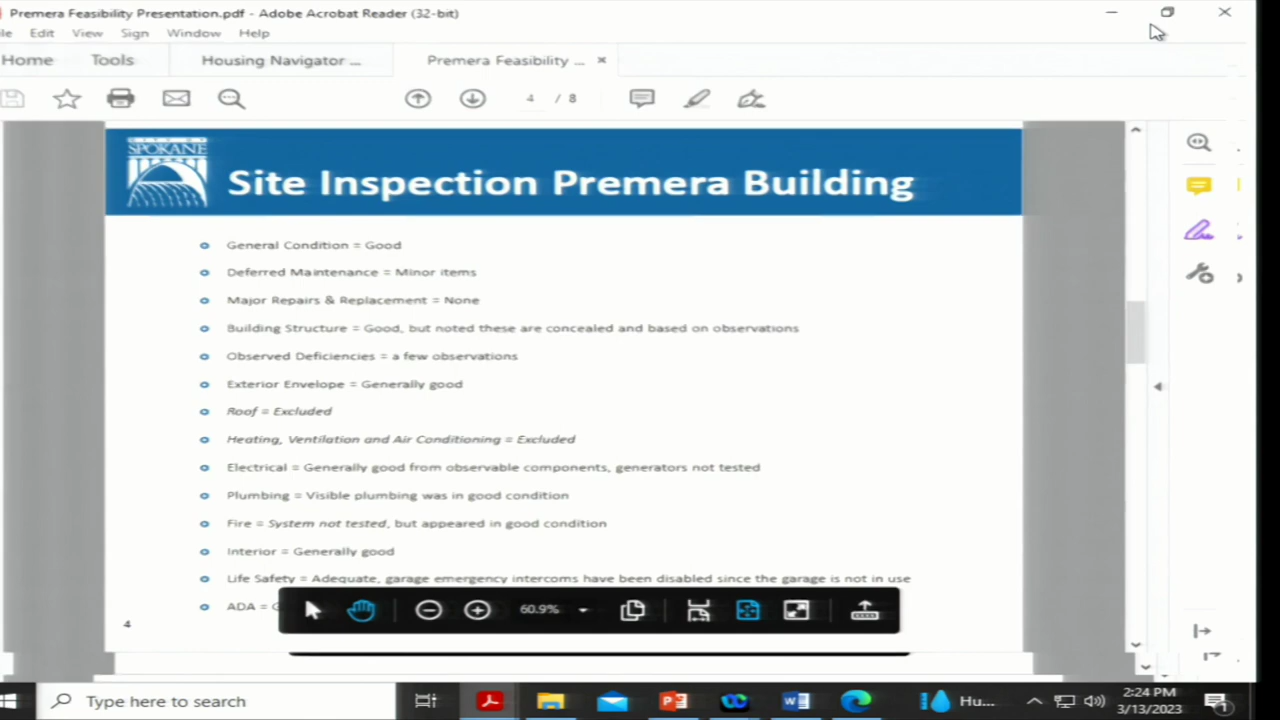 Premera Feasibility Presentation.pdf - Adobe Acrobat Reader (32-bit)
le Edit View Sign Window Help
Home Tools Housing Navigator ... Premera Feasibility ... ×
4 / 8
SPOKANE
Site Inspection Premera Building
General Condition = Good
Deferred Maintenance = Minor items
Major Repairs & Replacement = None
Building Structure = Good, but noted these are concealed and based on observations
Observed Deficiencies = a few observations
Exterior Envelope = Generally good
Roof = Excluded
Heating, Ventilation and Air Conditioning = Excluded
Electrical = Generally good from observable components, generators not tested
Plumbing = Visible plumbing was in good condition
Fire = System not tested, but appeared in good condition
Interior = Generally good
Life Safety = Adequate, garage emergency intercoms have been disabled since the garage is not in use
ADA = G
60.9%
4
Type here to search
Hu...
2:24 PM
3/13/2023
1